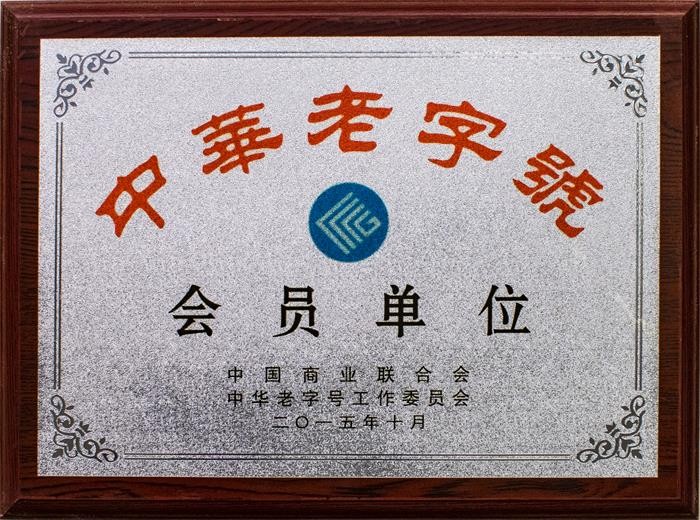 中華老字號
会员单位
中国商业联合会
中华老字号工作委员会
二〇一五年十月